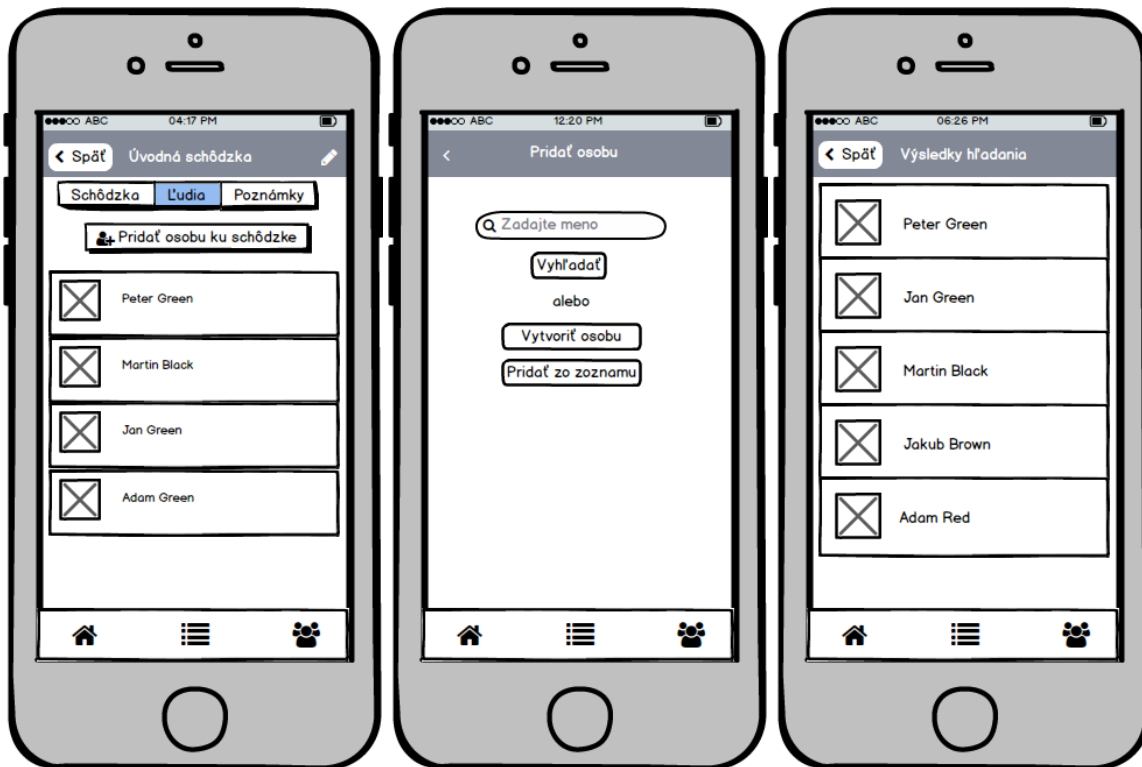 ABC 04:17 PM
Späť Úvodná schôdzka
Schôdzka Ľudia Poznámky
Pridať osobu ku schôdzke
Peter Green
Martin Black
Jan Green
Adam Green
ABC 12:20 PM
Pridať osobu
Zadajte meno
Vyhľadať
alebo
Vytvoriť osobu
Pridať zo zoznamu
ABC 06:26 PM
Späť Výsledky hľadania
Peter Green
Jan Green
Martin Black
Jakub Brown
Adam Red